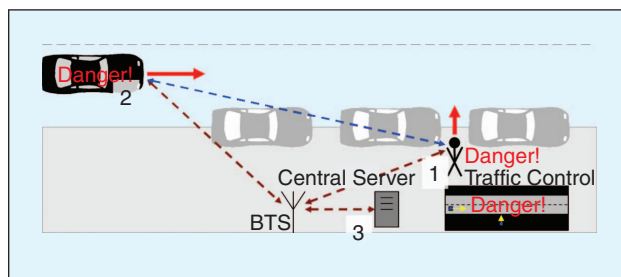 Danger!
2
Danger!
1
Central Server
Traffic Control
Danger!
BTS
3